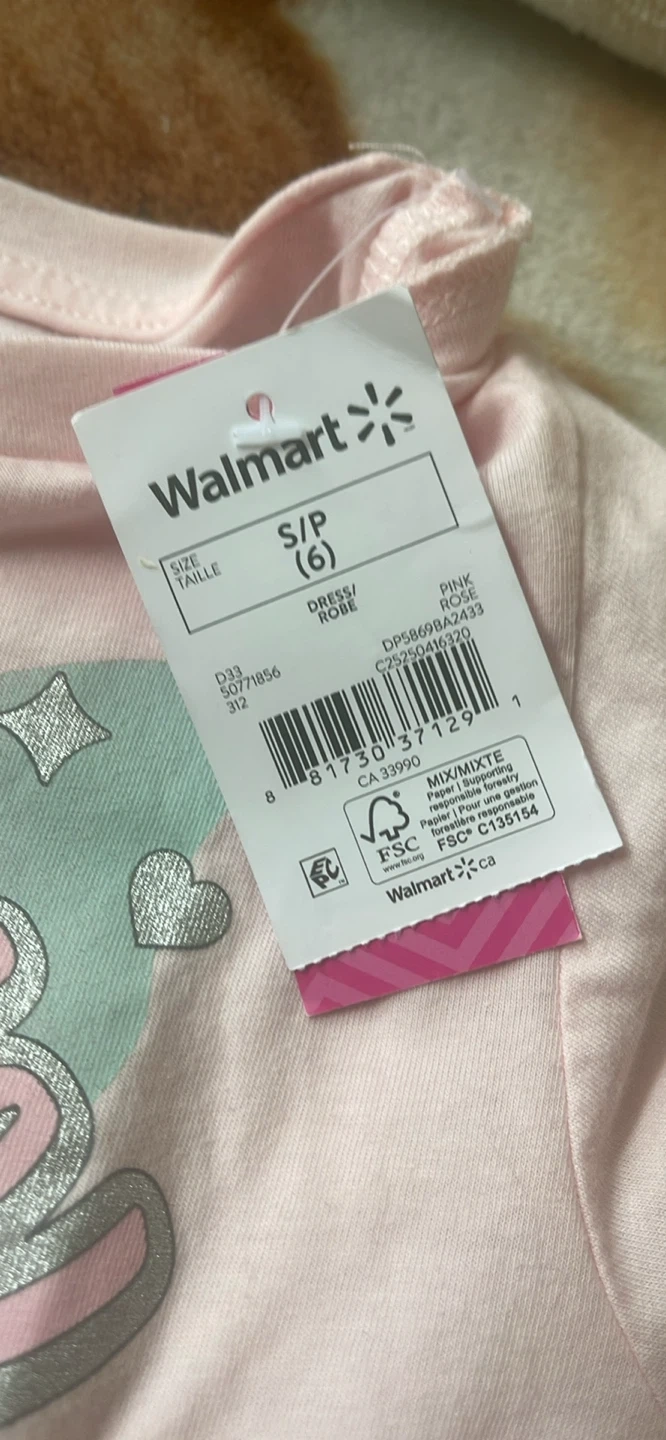 Walmart
SIZE
TAILLE
S/P
(6)
DRESS/
ROBE
PINK
ROSE
D33
50771856
312
DP5869BA2433
C25250416320
8 81730 37129 1
CA 33990
FSC
www.fsc.org
MIX/MIXTE
Paper | Supporting
responsible forestry
Papier | Pour une gestion
forestière responsable
FSC® C135154
EPC
Walmart ca